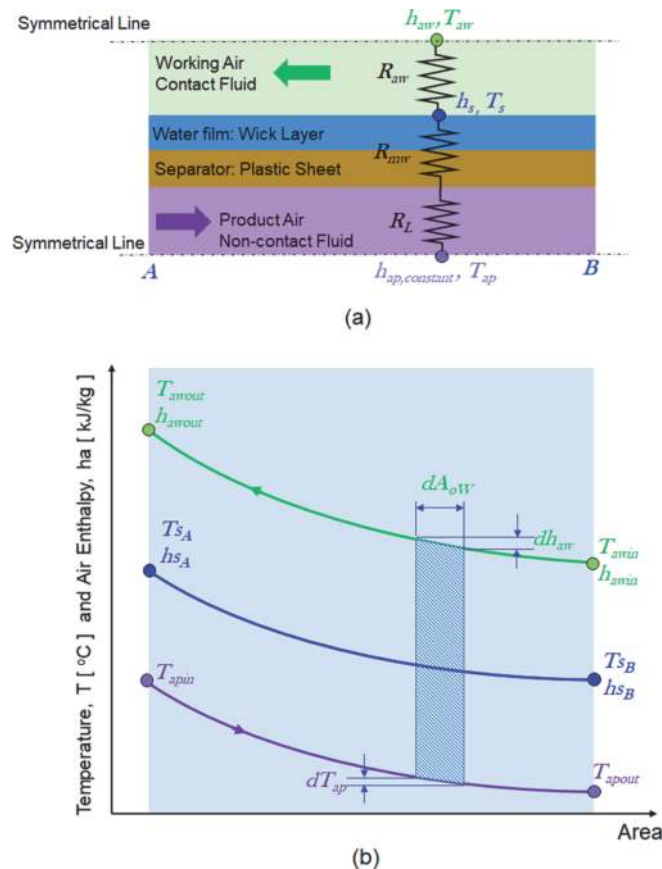 Symmetrical Line
h_aw, T_aw
Working Air
Contact Fluid
R_aw
h_s, T_s
Water film: Wick Layer
R_mw
Separator: Plastic Sheet
R_L
Product Air
Non-contact Fluid
Symmetrical Line
A
h_ap,constant, T_ap
B
(a)
Temperature, T [ °C ] and Air Enthalpy, ha [ kJ/kg ]
T_awout
h_awout
dA_oW
dh_aw
T_awin
h_awin
Ts_A
hs_A
Ts_B
hs_B
T_apin
dT_ap
T_apout
Area
(b)